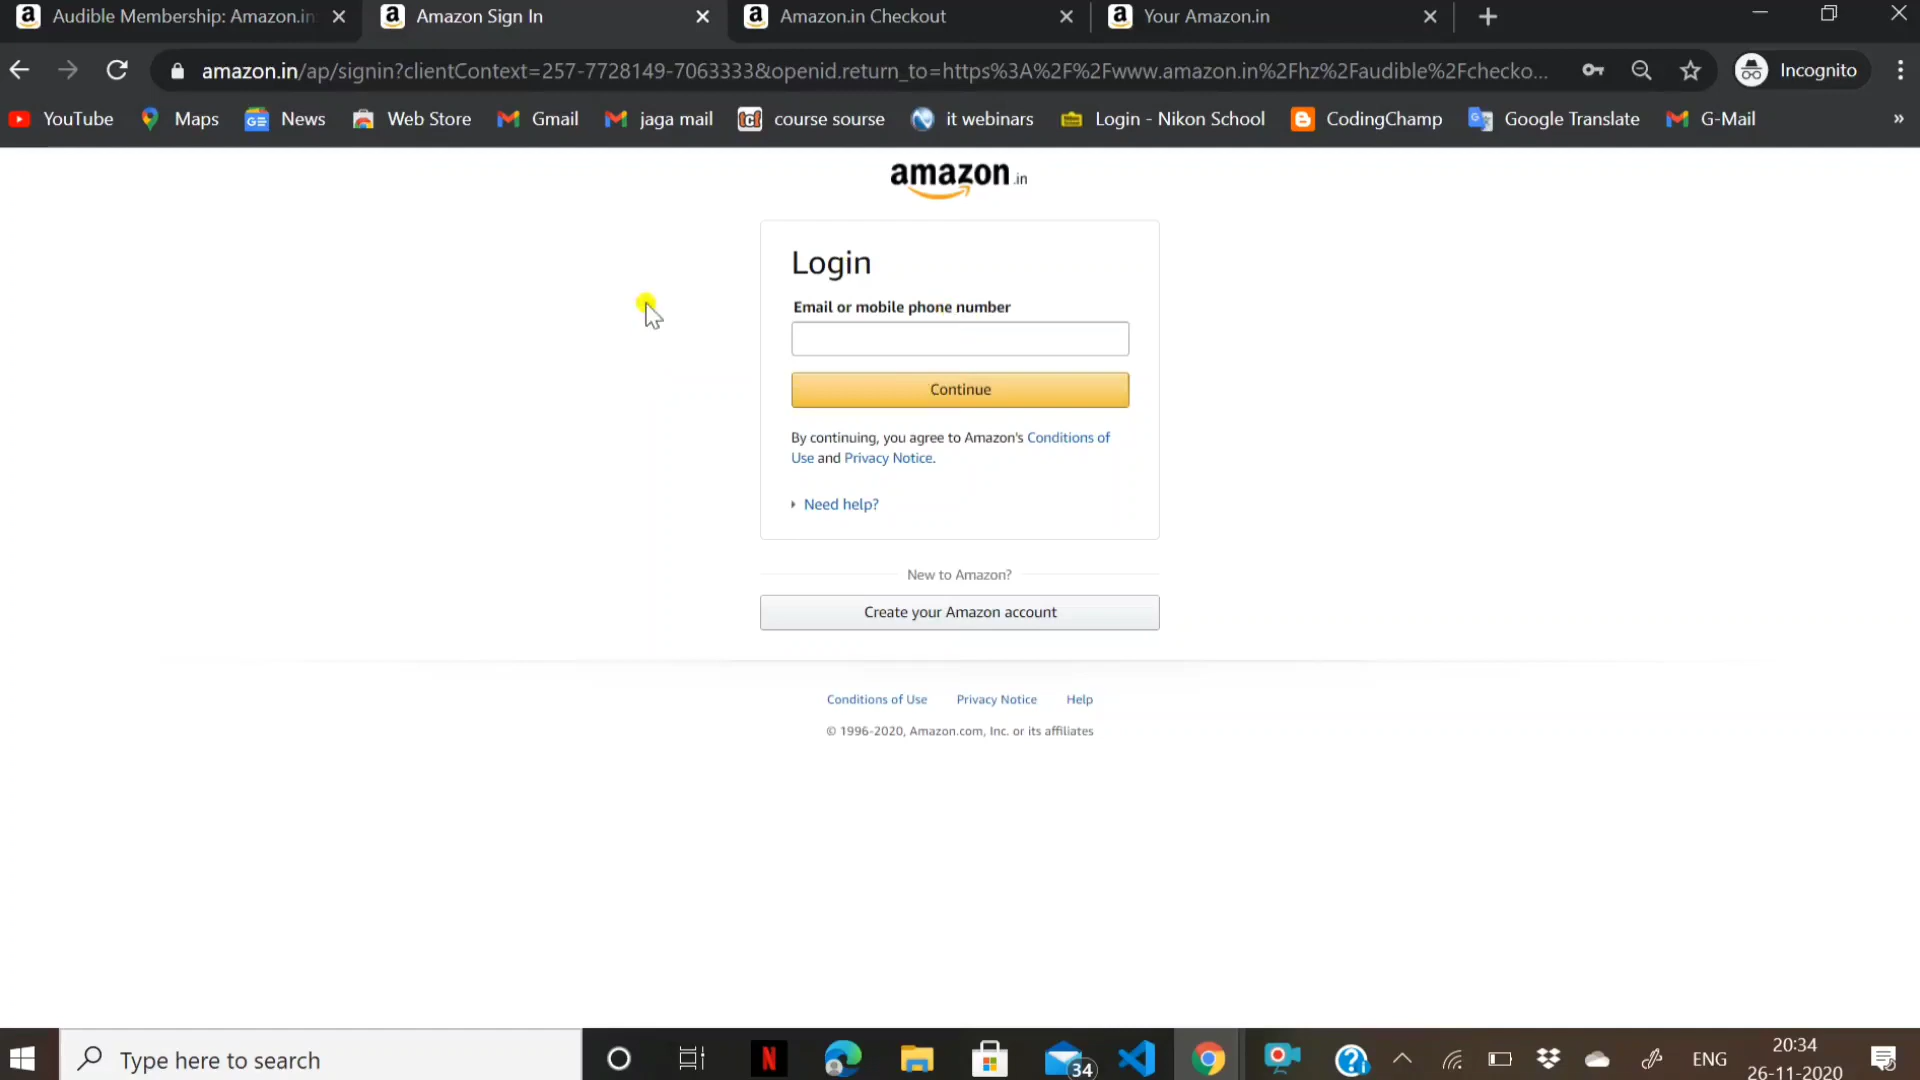 Audible Membership: Amazon.in
Amazon Sign In
Amazon.in Checkout
Your Amazon.in
amazon.in/ap/signin?clientContext=257-7728149-7063333&openid.return_to=https%3A%2F%2Fwww.amazon.in%2Fhz%2Faudible%2Fchecko...
Incognito
YouTube
Maps
News
Web Store
Gmail
jaga mail
course sourse
it webinars
Login - Nikon School
CodingChamp
Google Translate
G-Mail
»
amazon.in
Login
Email or mobile phone number
Continue
By continuing, you agree to Amazon's Conditions of
Use and Privacy Notice.
Need help?
New to Amazon?
Create your Amazon account
Conditions of Use
Privacy Notice
Help
© 1996-2020, Amazon.com, Inc. or its affiliates
Type here to search
34
ENG
20:34
26-11-2020